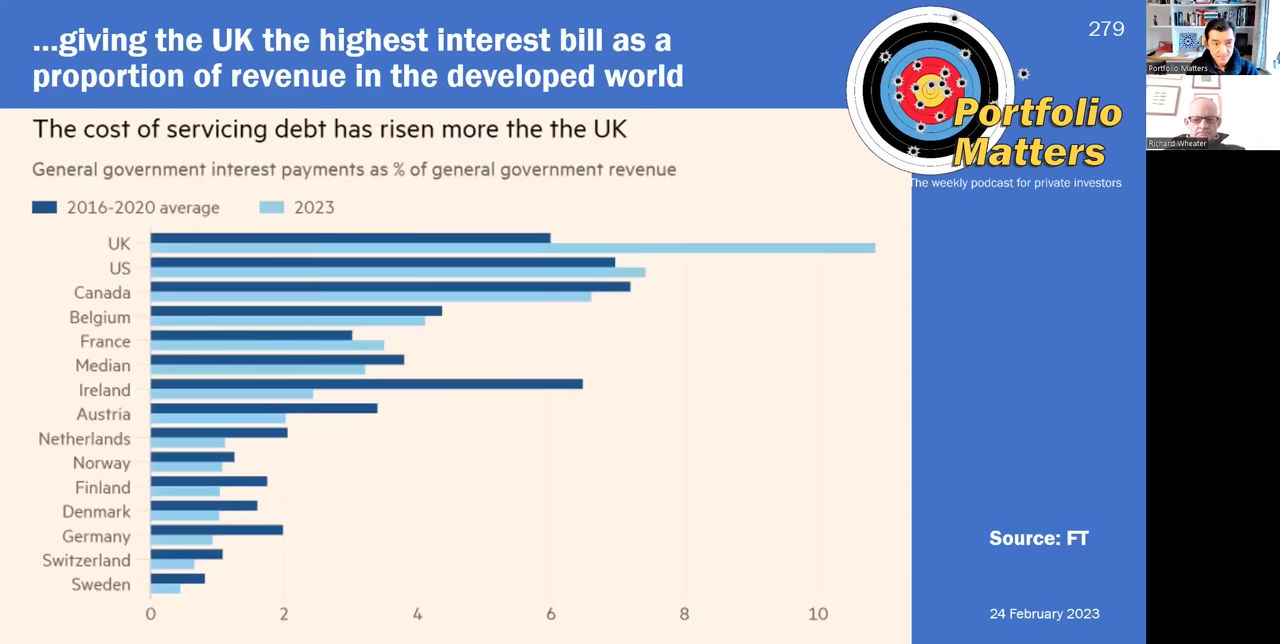 ...giving the UK the highest interest bill as a
proportion of revenue in the developed world
279
Portfolio
Matters
The weekly podcast for private investors
Portfolio Matters
Richard Wheater
The cost of servicing debt has risen more the the UK
General government interest payments as % of general government revenue
2016-2020 average 2023
UK
US
Canada
Belgium
France
Median
Ireland
Austria
Netherlands
Norway
Finland
Denmark
Germany
Switzerland
Sweden
0 2 4 6 8 10
Source: FT
24 February 2023